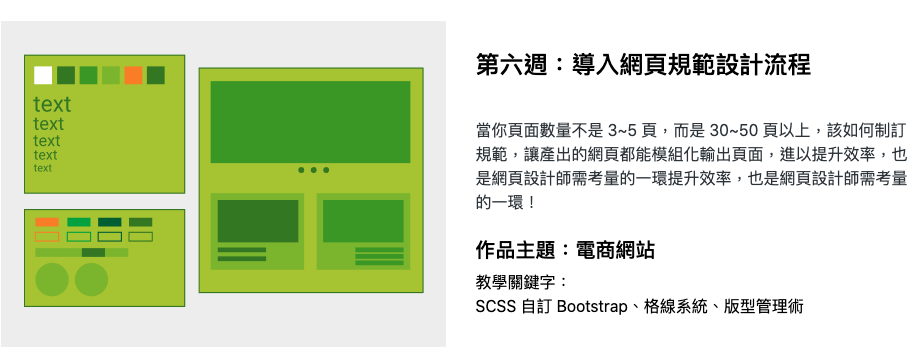 text
text
text
text
text
第六週：導入網頁規範設計流程
當你頁面數量不是 3~5 頁，而是 30~50 頁以上，該如何制訂
規範，讓產出的網頁都能模組化輸出頁面，進以提升效率，也
是網頁設計師需考量的一環提升效率，也是網頁設計師需考量
的一環！
作品主題：電商網站
教學關鍵字：
SCSS 自訂 Bootstrap、格線系統、版型管理術